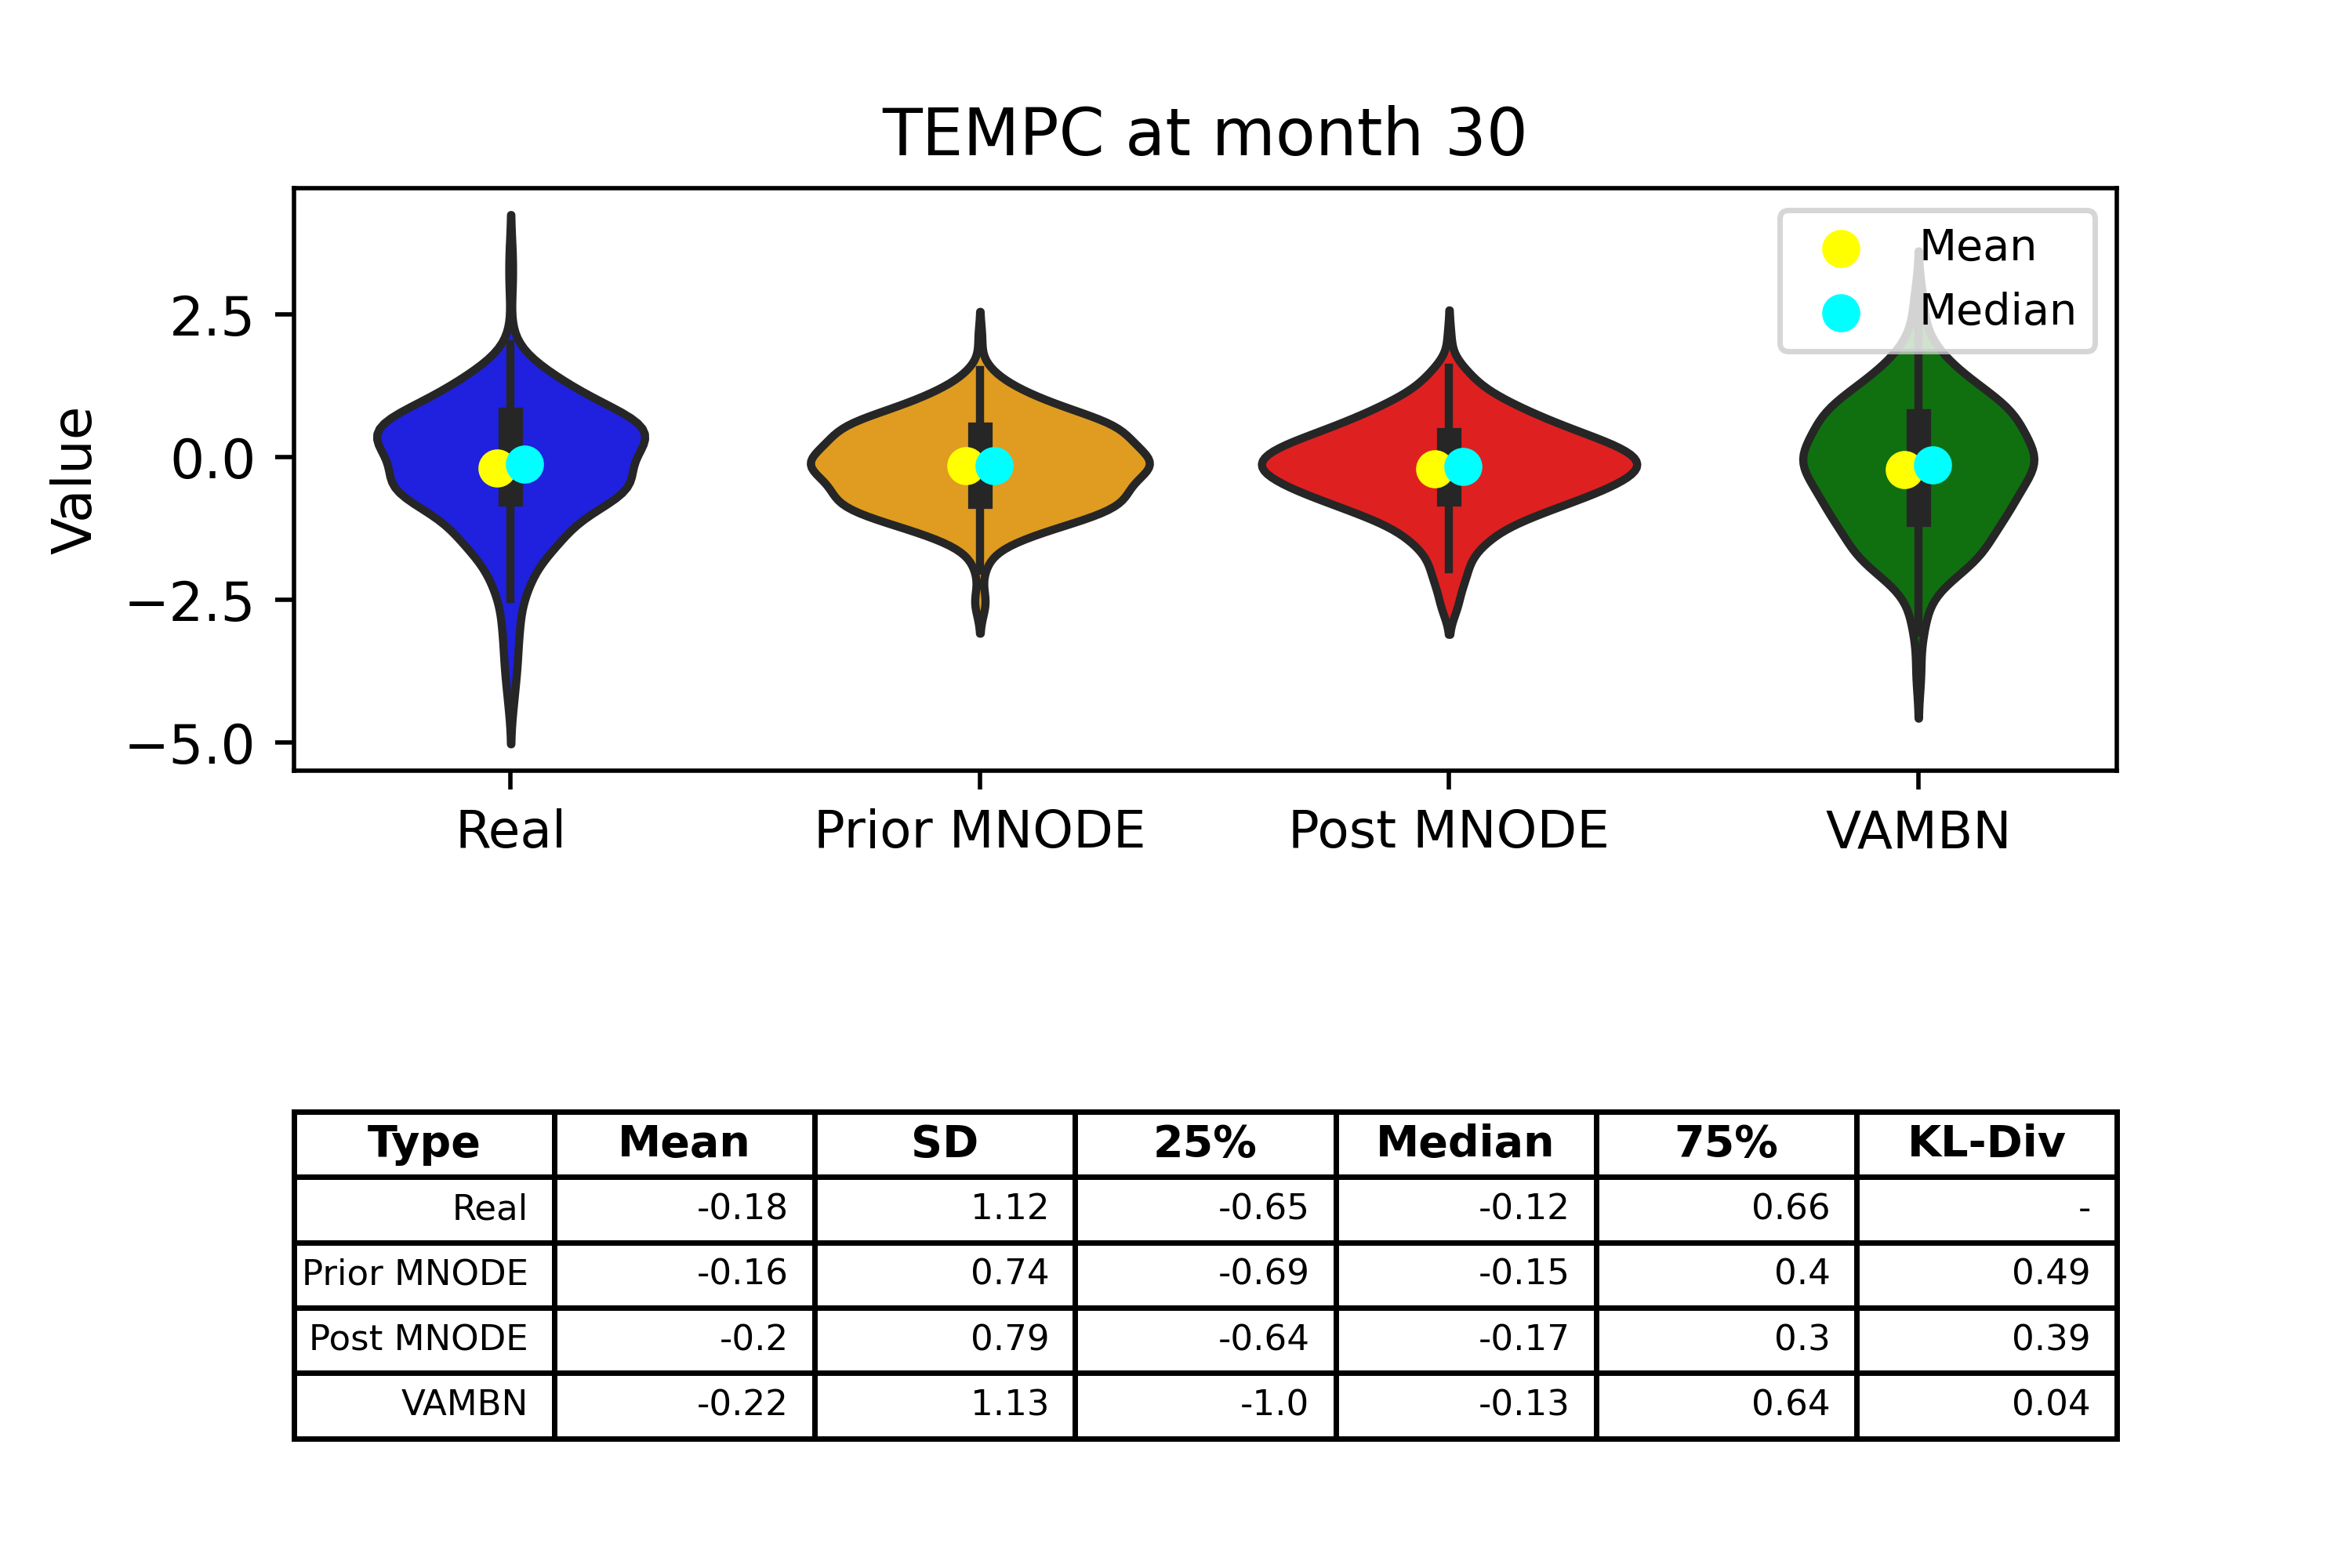 TEMPC at month 30
Mean
Median
Value
2.5
0.0
−2.5
−5.0
Real Prior MNODE Post MNODE VAMBN
Type Mean SD 25% Median 75% KL-Div
Real -0.18 1.12 -0.65 -0.12 0.66 -
Prior MNODE -0.16 0.74 -0.69 -0.15 0.4 0.49
Post MNODE -0.2 0.79 -0.64 -0.17 0.3 0.39
VAMBN -0.22 1.13 -1.0 -0.13 0.64 0.04